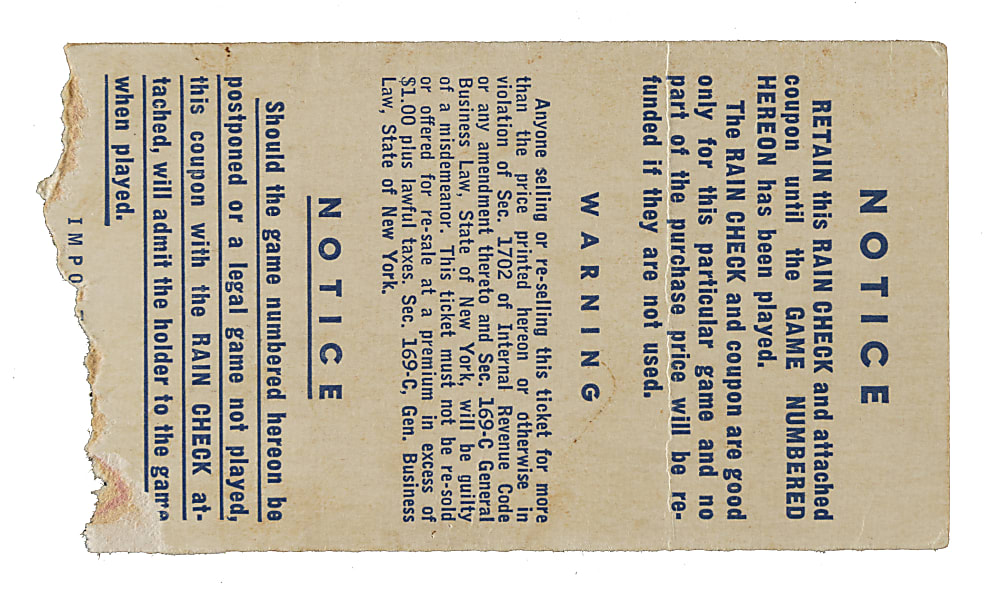 NOTICE
RETAIN this RAIN CHECK and attached
coupon until the GAME NUMBERED
HEREON has been played.
The RAIN CHECK and coupon are good
only for this particular game and no
part of the purchase price will be re-
funded if they are not used.
WARNING
Anyone selling or re-selling this ticket for more
than the price printed hereon or otherwise in
violation of Sec. 1702 of Internal Revenue Code
or any amendment thereto and Sec. 169-C General
Business Law, State of New York, will be guilty
of a misdemeanor. This ticket must not be re-sold
or offered for re-sale at a premium in excess of
$1.00 plus lawful taxes. Sec. 169-C, Gen. Business
Law, State of New York.
NOTICE
Should the game numbered hereon be
postponed or a legal game not played,
this coupon with the RAIN CHECK at-
tached, will admit the holder to the game
when played.
IMPO